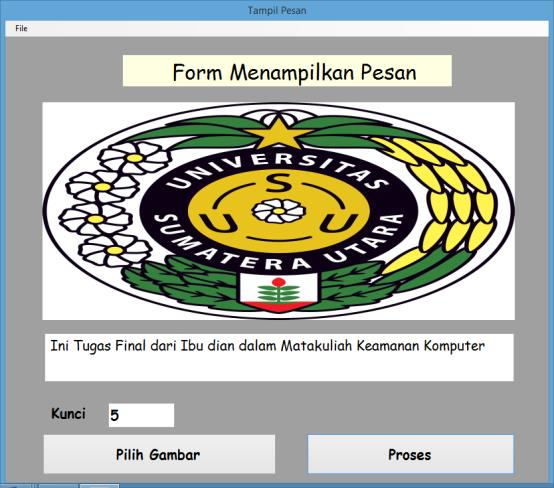 Tampil Pesan
File
Form Menampilkan Pesan
UNIVERSITAS
S
U U
SUMATERA UTARA
Ini Tugas Final dari Ibu dian dalam Matakuliah Keamanan Komputer
Kunci 5
Pilih Gambar Proses